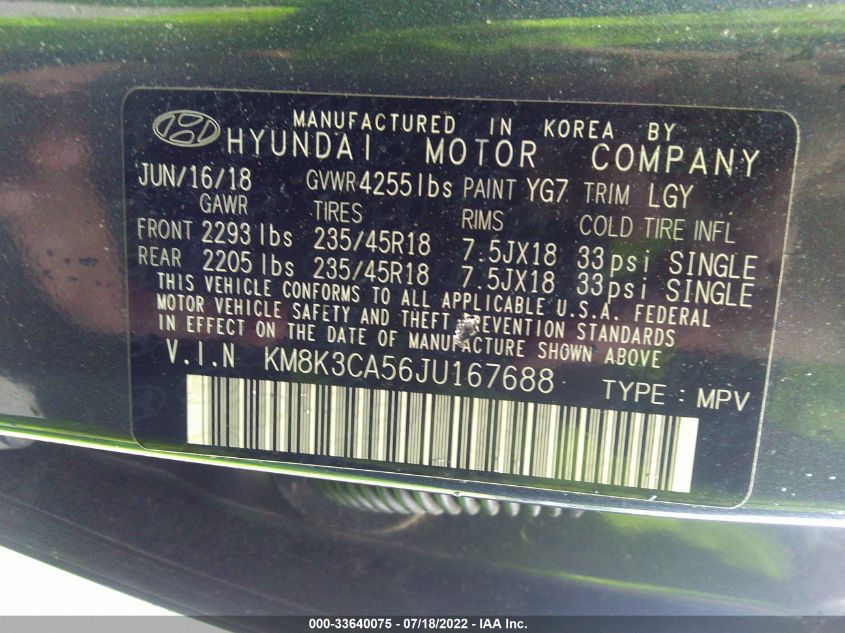 MANUFACTURED IN KOREA BY
HYUNDAI MOTOR COMPANY
JUN/16/18 GVWR 4255lbs PAINT YG7 TRIM LGY
GAWR TIRES RIMS COLD TIRE INFL
FRONT 2293 lbs 235/45R18 7.5JX18 33psi SINGLE
REAR 2205 lbs 235/45R18 7.5JX18 33psi SINGLE
THIS VEHICLE CONFORMS TO ALL APPLICABLE U.S.A. FEDERAL
MOTOR VEHICLE SAFETY AND THEFT PREVENTION STANDARDS
IN EFFECT ON THE DATE OF MANUFACTURE SHOWN ABOVE
V.I.N KM8K3CA56JU167688 TYPE: MPV
000-33640075 - 07/18/2022 - IAA Inc.